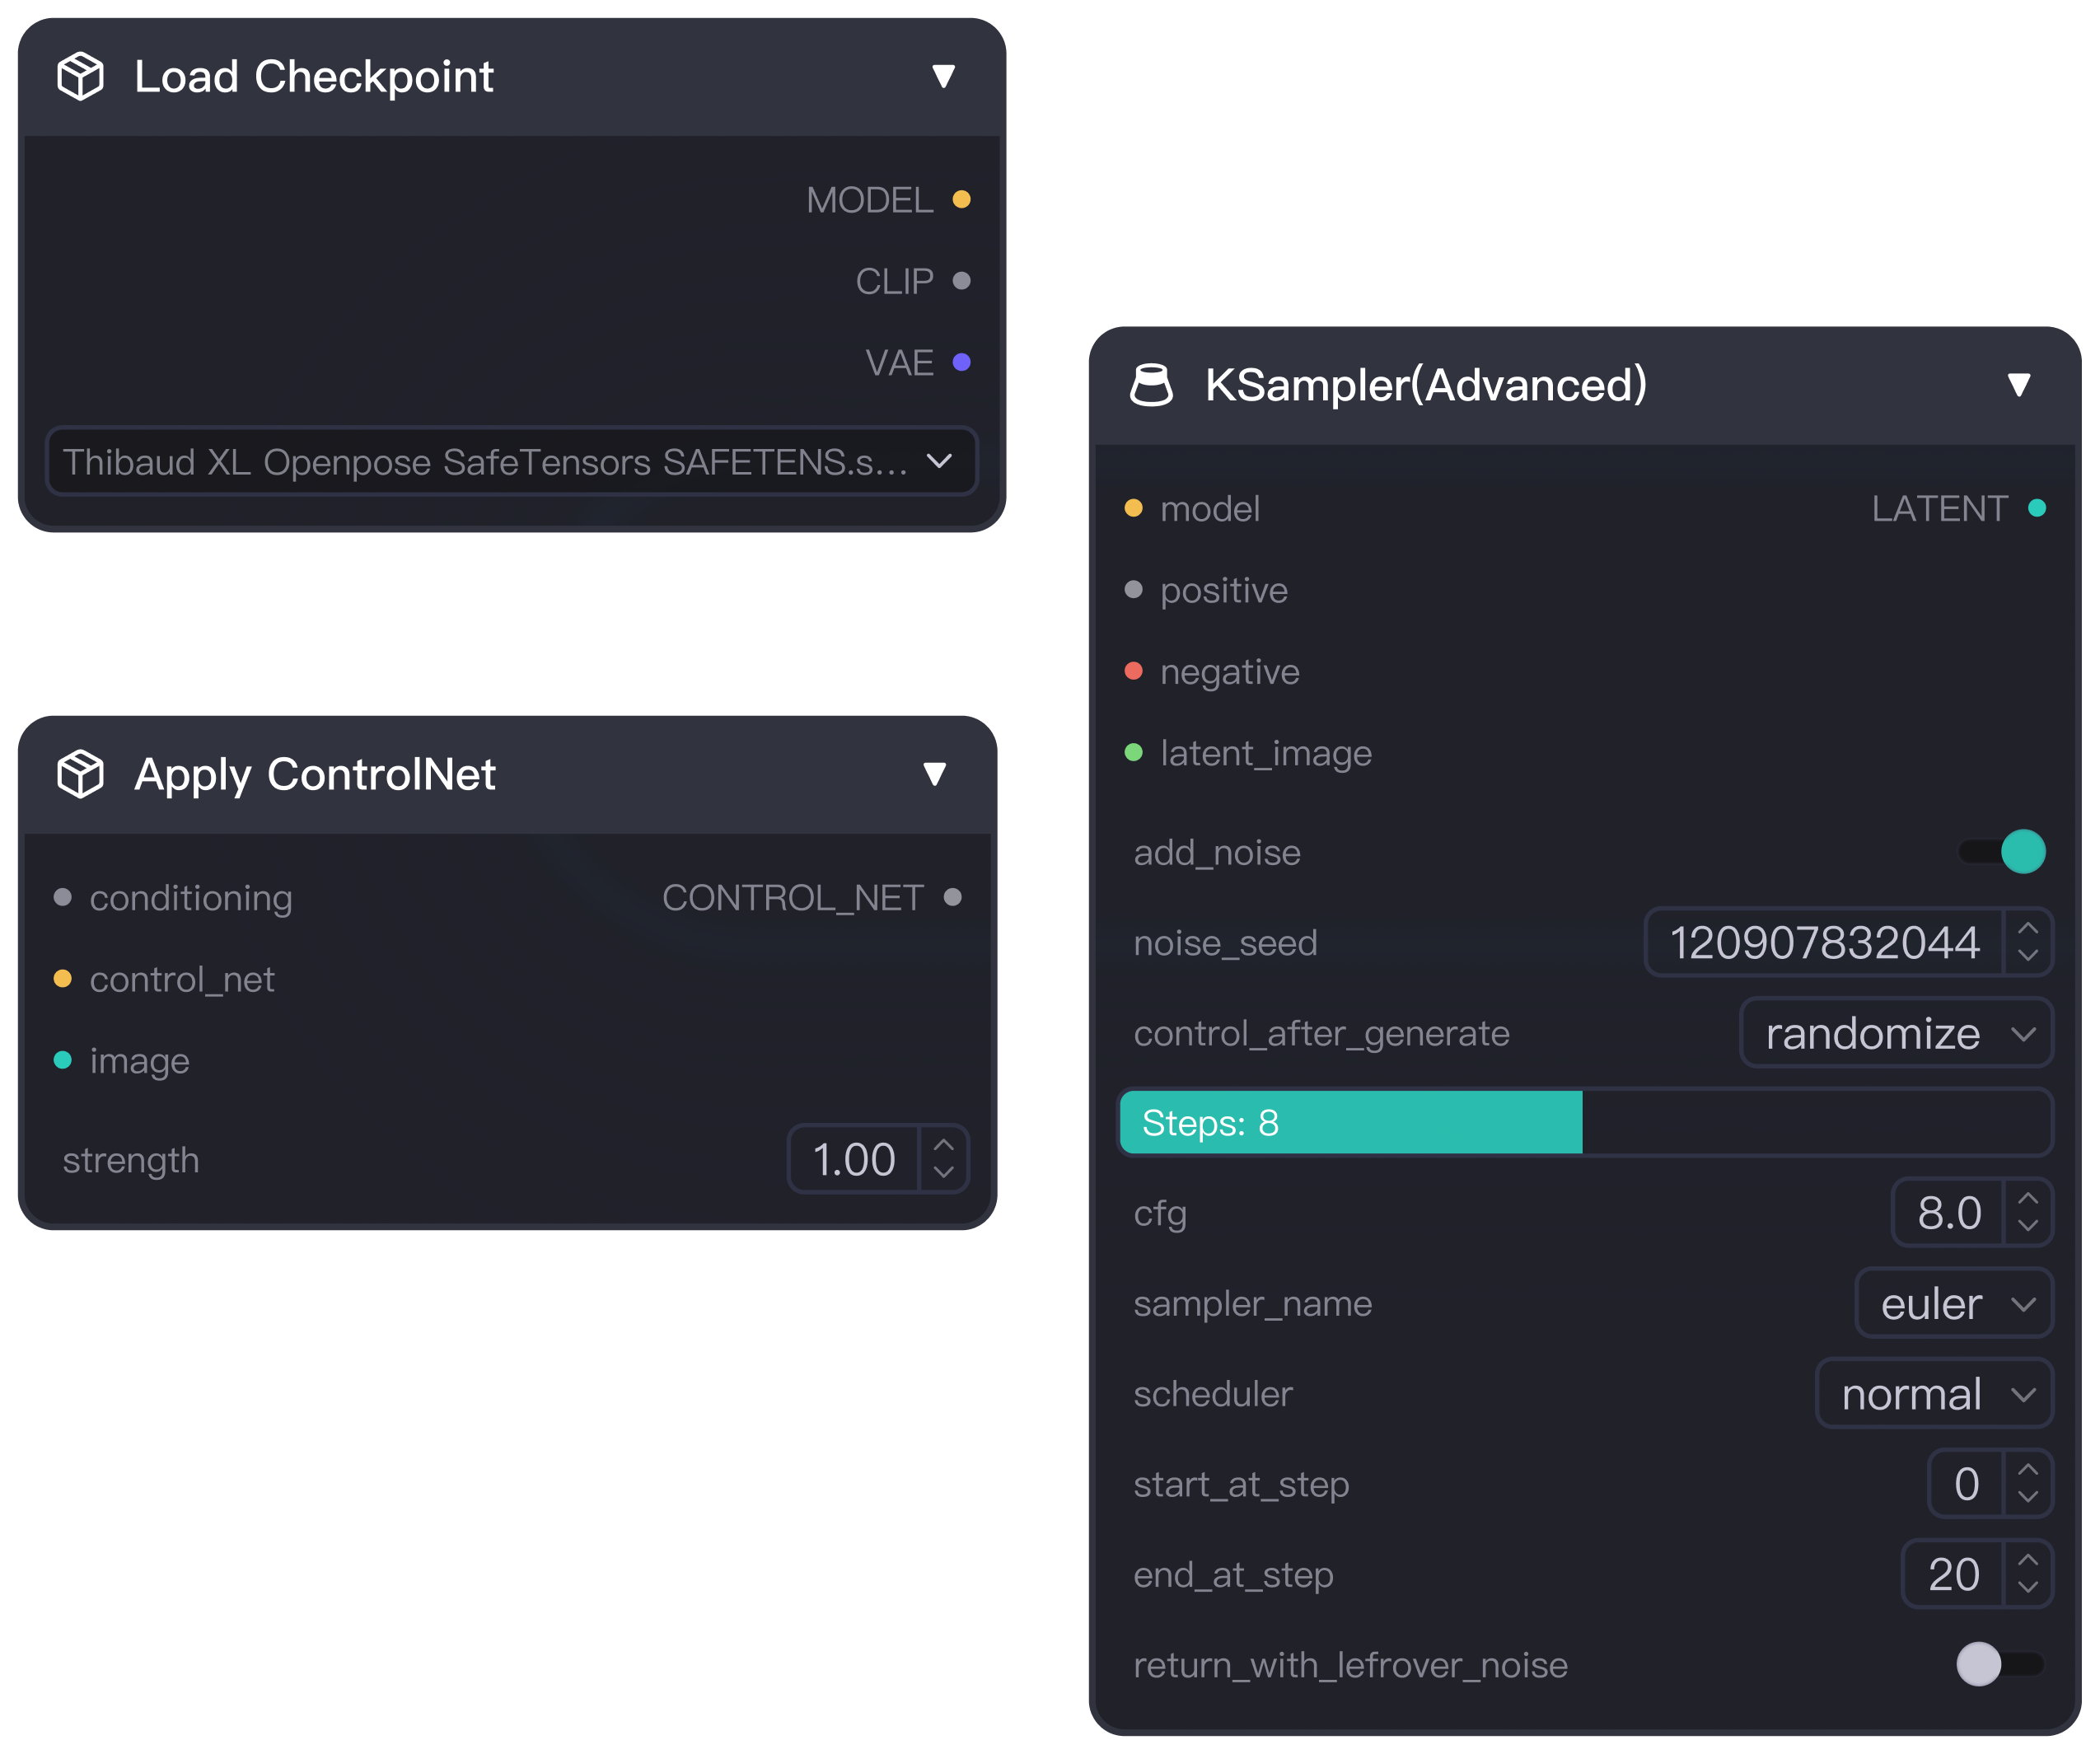 Load Checkpoint
MODEL
CLIP
VAE
Thibaud XL Openpose SafeTensors SAFETENS.s...
Apply ControlNet
conditioning CONTROL_NET
control_net
image
strength 1.00
KSampler(Advanced)
model LATENT
positive
negative
latent_image
add_noise
noise_seed 120907832044
control_after_generate randomize
Steps: 8
cfg 8.0
sampler_name euler
scheduler normal
start_at_step 0
end_at_step 20
return_with_lefrover_noise